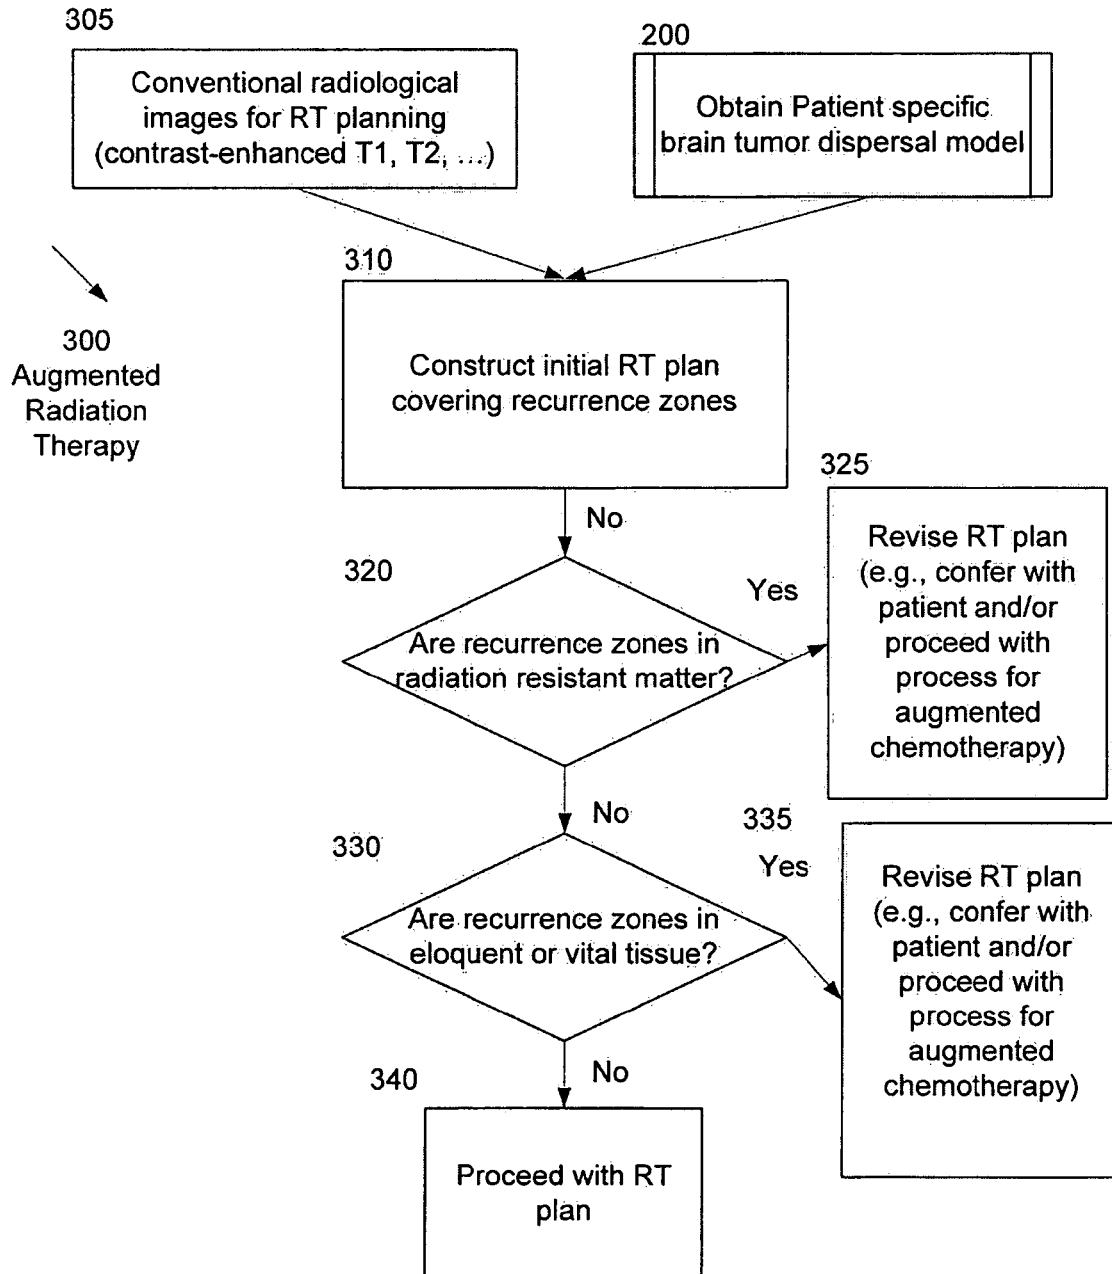 305
Conventional radiological
images for RT planning
(contrast-enhanced T1, T2, ...)
200
Obtain Patient specific
brain tumor dispersal model
300
Augmented
Radiation
Therapy
310
Construct initial RT plan
covering recurrence zones
No
320
Are recurrence zones in
radiation resistant matter?
Yes
325
Revise RT plan
(e.g., confer with
patient and/or
proceed with
process for
augmented
chemotherapy)
No
330
Are recurrence zones in
eloquent or vital tissue?
335
Yes
Revise RT plan
(e.g., confer with
patient and/or
proceed with
process for
augmented
chemotherapy)
No
340
Proceed with RT
plan